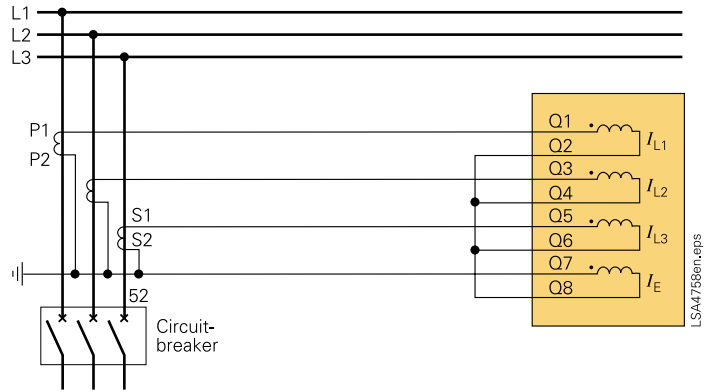 L1
L2
L3
P1
P2
S1
S2
52
Circuit-
breaker
Q1
Q2
Q3
Q4
Q5
Q6
Q7
Q8
IL1
IL2
IL3
IE
LSA4758en.eps